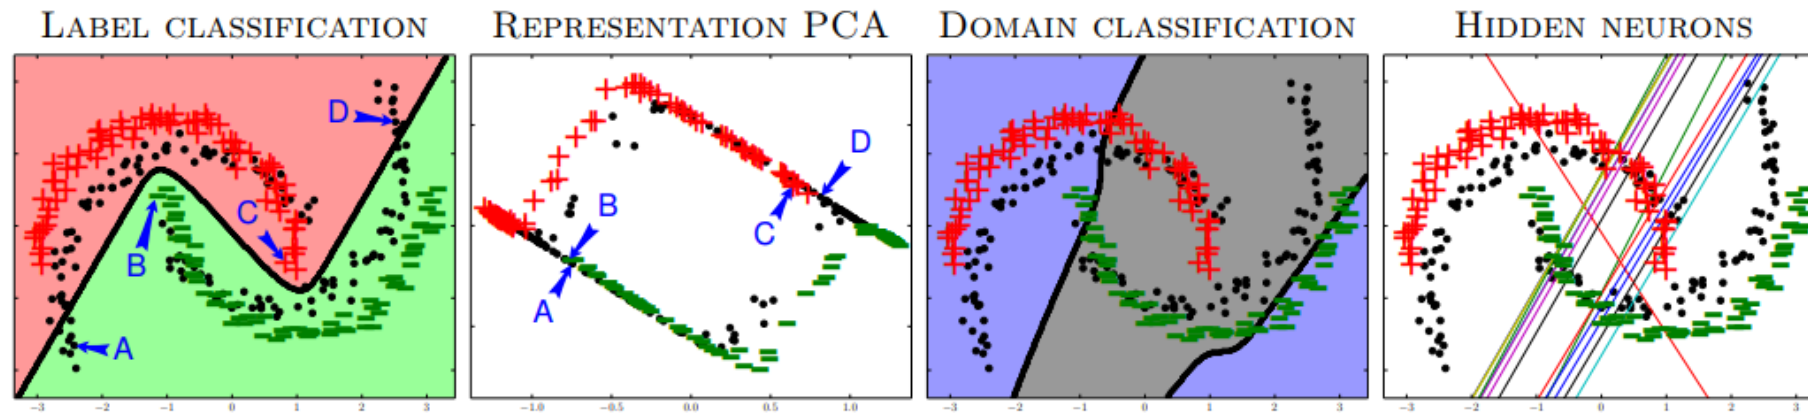 LABEL CLASSIFICATION
REPRESENTATION PCA
DOMAIN CLASSIFICATION
HIDDEN NEURONS
D
C
B
A
−3 −2 −1 0 1 2 3
D
B
C
A
−1.0 −0.5 0.0 0.5 1.0
−3 −2 −1 0 1 2 3
−3 −2 −1 0 1 2 3